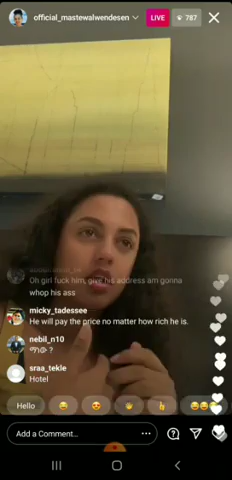 official_mastewalwendesen
LIVE
787
Oh girl fuck him, give his address am gonna
whop his ass
micky_tadessee
He will pay the price no matter how rich he is.
nebil_n10
ማነው ?
sraa_tekle
Hotel
Hello
Add a Comment...